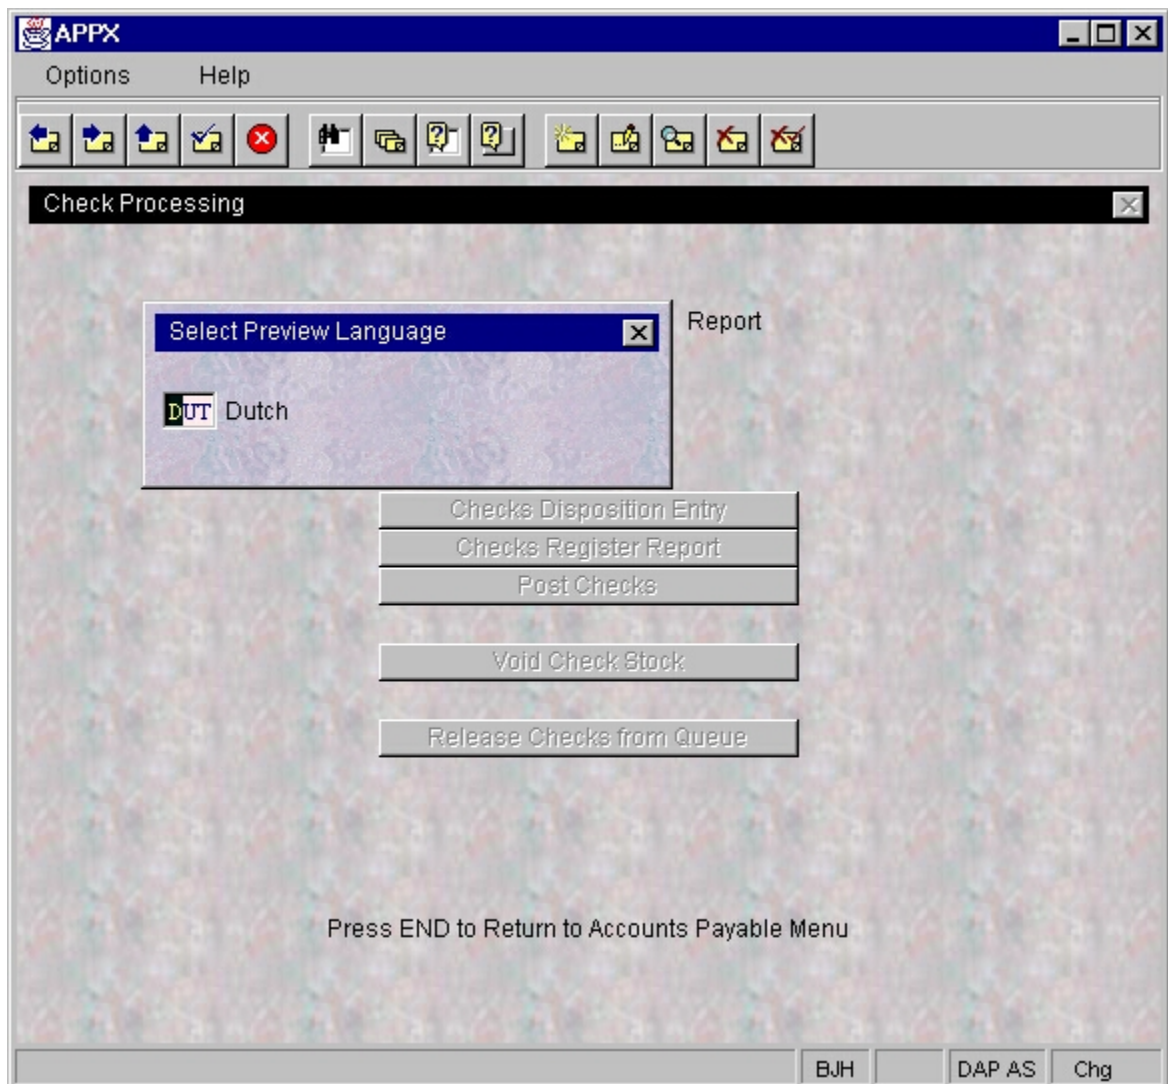 APPX
Options Help
Check Processing
Select Preview Language
Report
DUT Dutch
Checks Disposition Entry
Checks Register Report
Post Checks
Void Check Stock
Release Checks from Queue
Press END to Return to Accounts Payable Menu
BJH DAP AS Chg